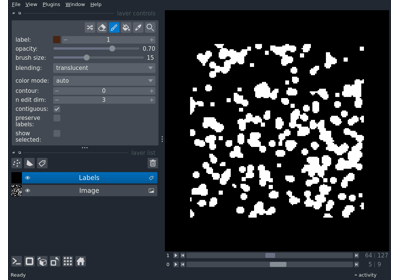 File View Plugins Window Help
layer controls
label: 1
opacity: 0.70
brush size: 15
blending: translucent
color mode: auto
contour: 0
n edit dim: 3
contiguous:
preserve
labels:
show
selected:
layer list
Labels
Image
1 64 127
0 5 9
Ready activity